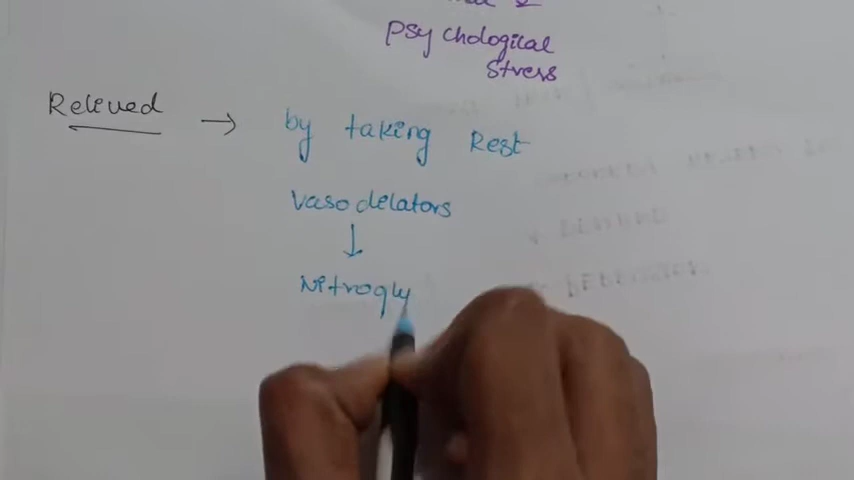 Psychological
Stress
Releved → by taking Rest
Vasodelators
↓
Nitrogly